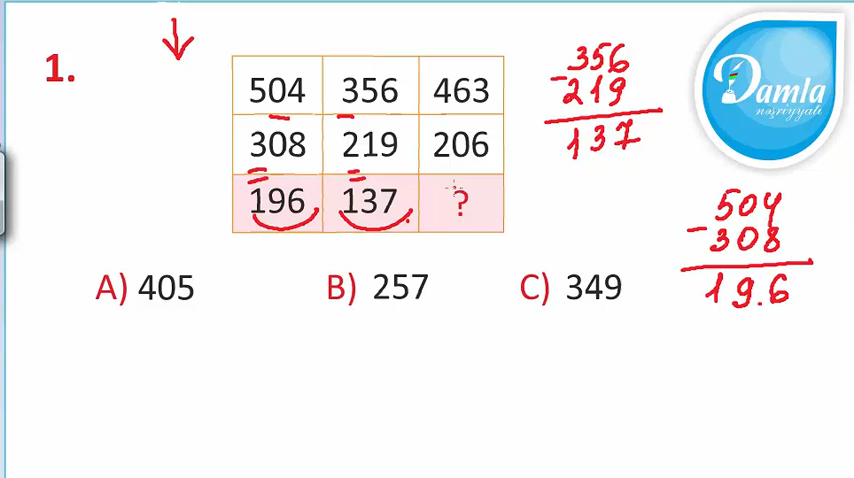 1.
504 356 463
308 219 206
196 137 ?
A) 405 B) 257 C) 349
356
-219
137
504
-308
19.6
Damla
nəşriyyatı